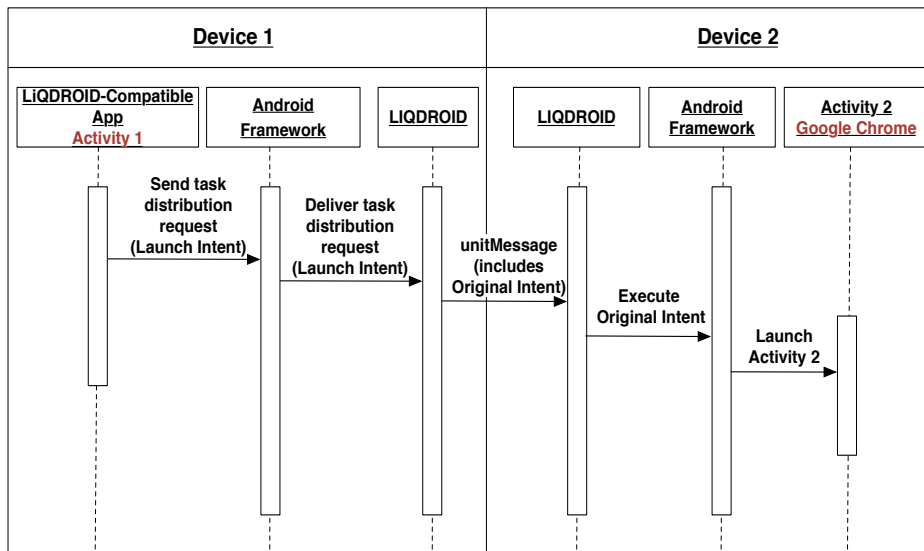 Device 1
Device 2
LiQDROID-Compatible
App
Activity 1
Android
Framework
LIQDROID
LIQDROID
Android
Framework
Activity 2
Google Chrome
Send task
distribution
request
(Launch Intent)
Deliver task
distribution
request
(Launch Intent)
unitMessage
(includes
Original Intent)
Execute
Original Intent
Launch
Activity 2